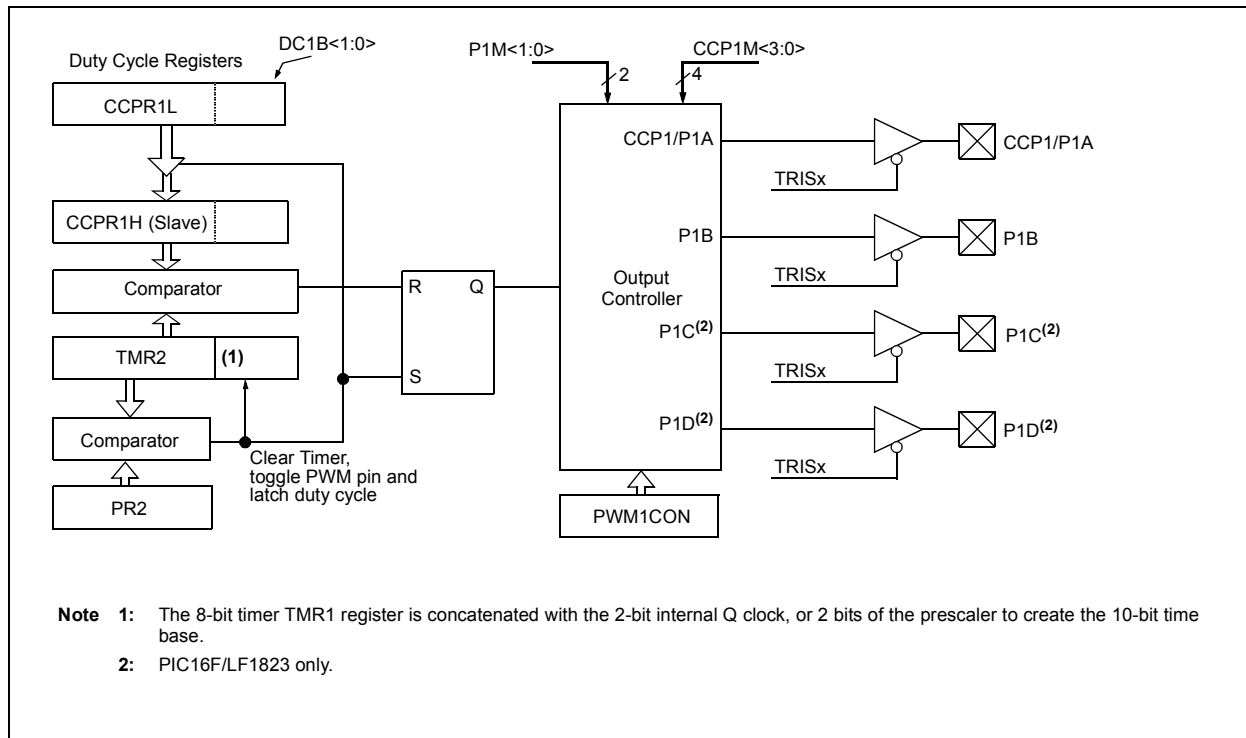 DC1B<1:0>
Duty Cycle Registers
CCPR1L
CCPR1H (Slave)
Comparator
TMR2 (1)
Comparator
PR2
Clear Timer,
toggle PWM pin and
latch duty cycle
R Q
S
P1M<1:0>
2
CCP1M<3:0>
4
CCP1/P1A
P1B
Output
Controller
P1C(2)
P1D(2)
PWM1CON
TRISx
CCP1/P1A
TRISx
P1B
TRISx
P1C(2)
TRISx
P1D(2)
Note 1: The 8-bit timer TMR1 register is concatenated with the 2-bit internal Q clock, or 2 bits of the prescaler to create the 10-bit time
base.
2: PIC16F/LF1823 only.